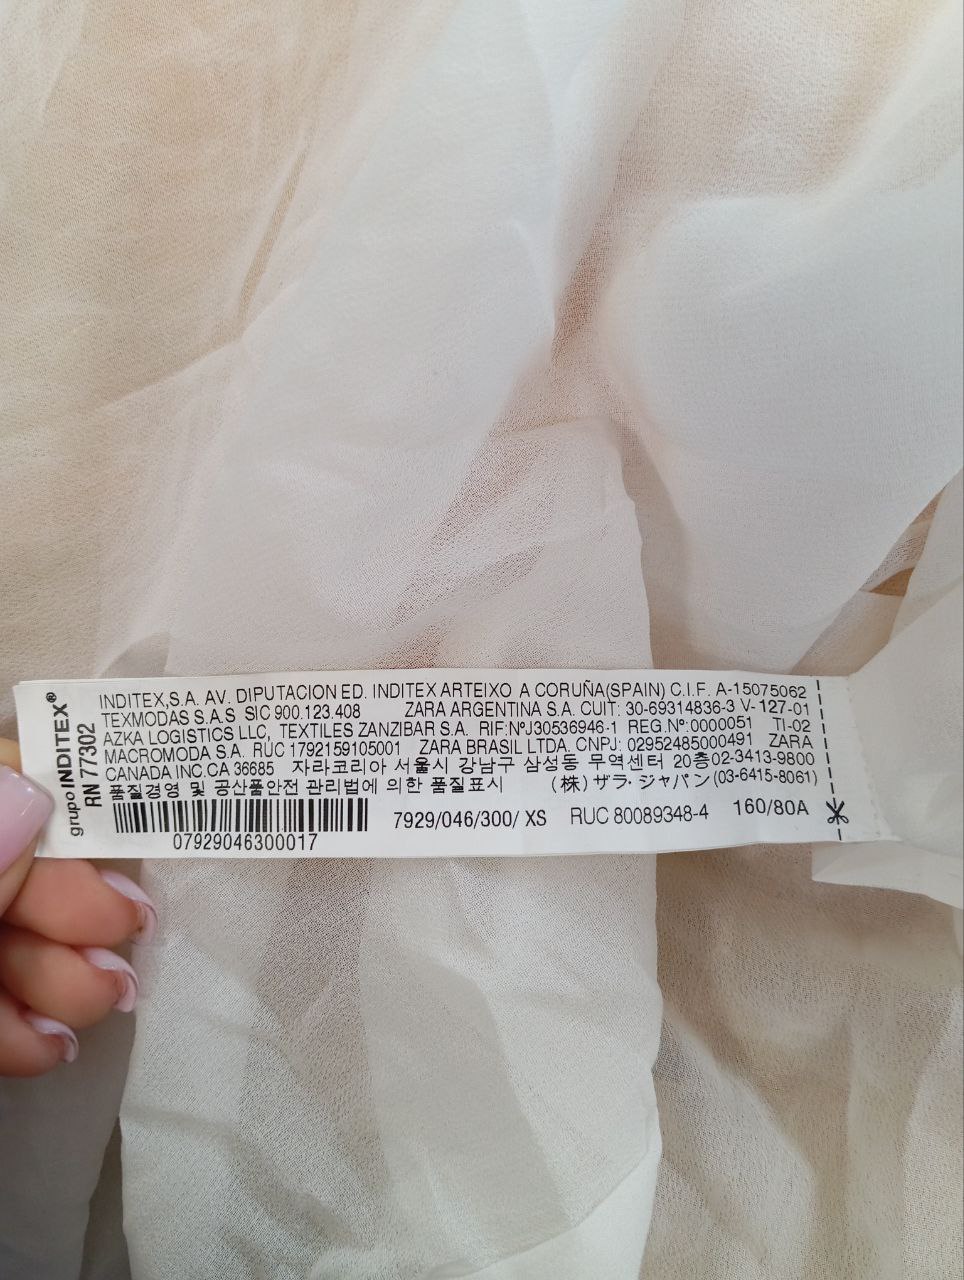 grupo INDITEX®
RN 77302
INDITEX,S.A. AV. DIPUTACION ED. INDITEX ARTEIXO A CORUÑA(SPAIN) C.I.F. A-15075062
TEXMODAS S.A.S SIC 900.123.408 ZARA ARGENTINA S.A. CUIT: 30-69314836-3 V-127-01
AZKA LOGISTICS LLC, TEXTILES ZANZIBAR S.A. RIF:NºJ30536946-1 REG.Nº:0000051 TI-02
MACROMODA S.A. RUC 1792159105001 ZARA BRASIL LTDA. CNPJ: 02952485000491 ZARA
CANADA INC.CA 36685 자라코리아 서울시 강남구 삼성동 무역센터 20층02-3413-9800
품질경영 및 공산품안전 관리법에 의한 품질표시 (株) ザラ・ジャパン (03-6415-8061)
7929/046/300/ XS RUC 80089348-4 160/80A
07929046300017